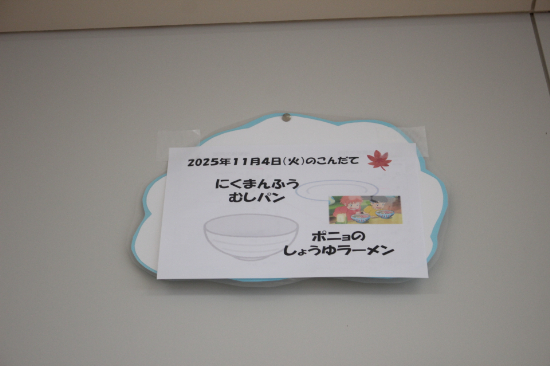 2025年11月4日(火)のこんだて
にくまんふう
むしパン
ポニョの
しょうゆラーメン